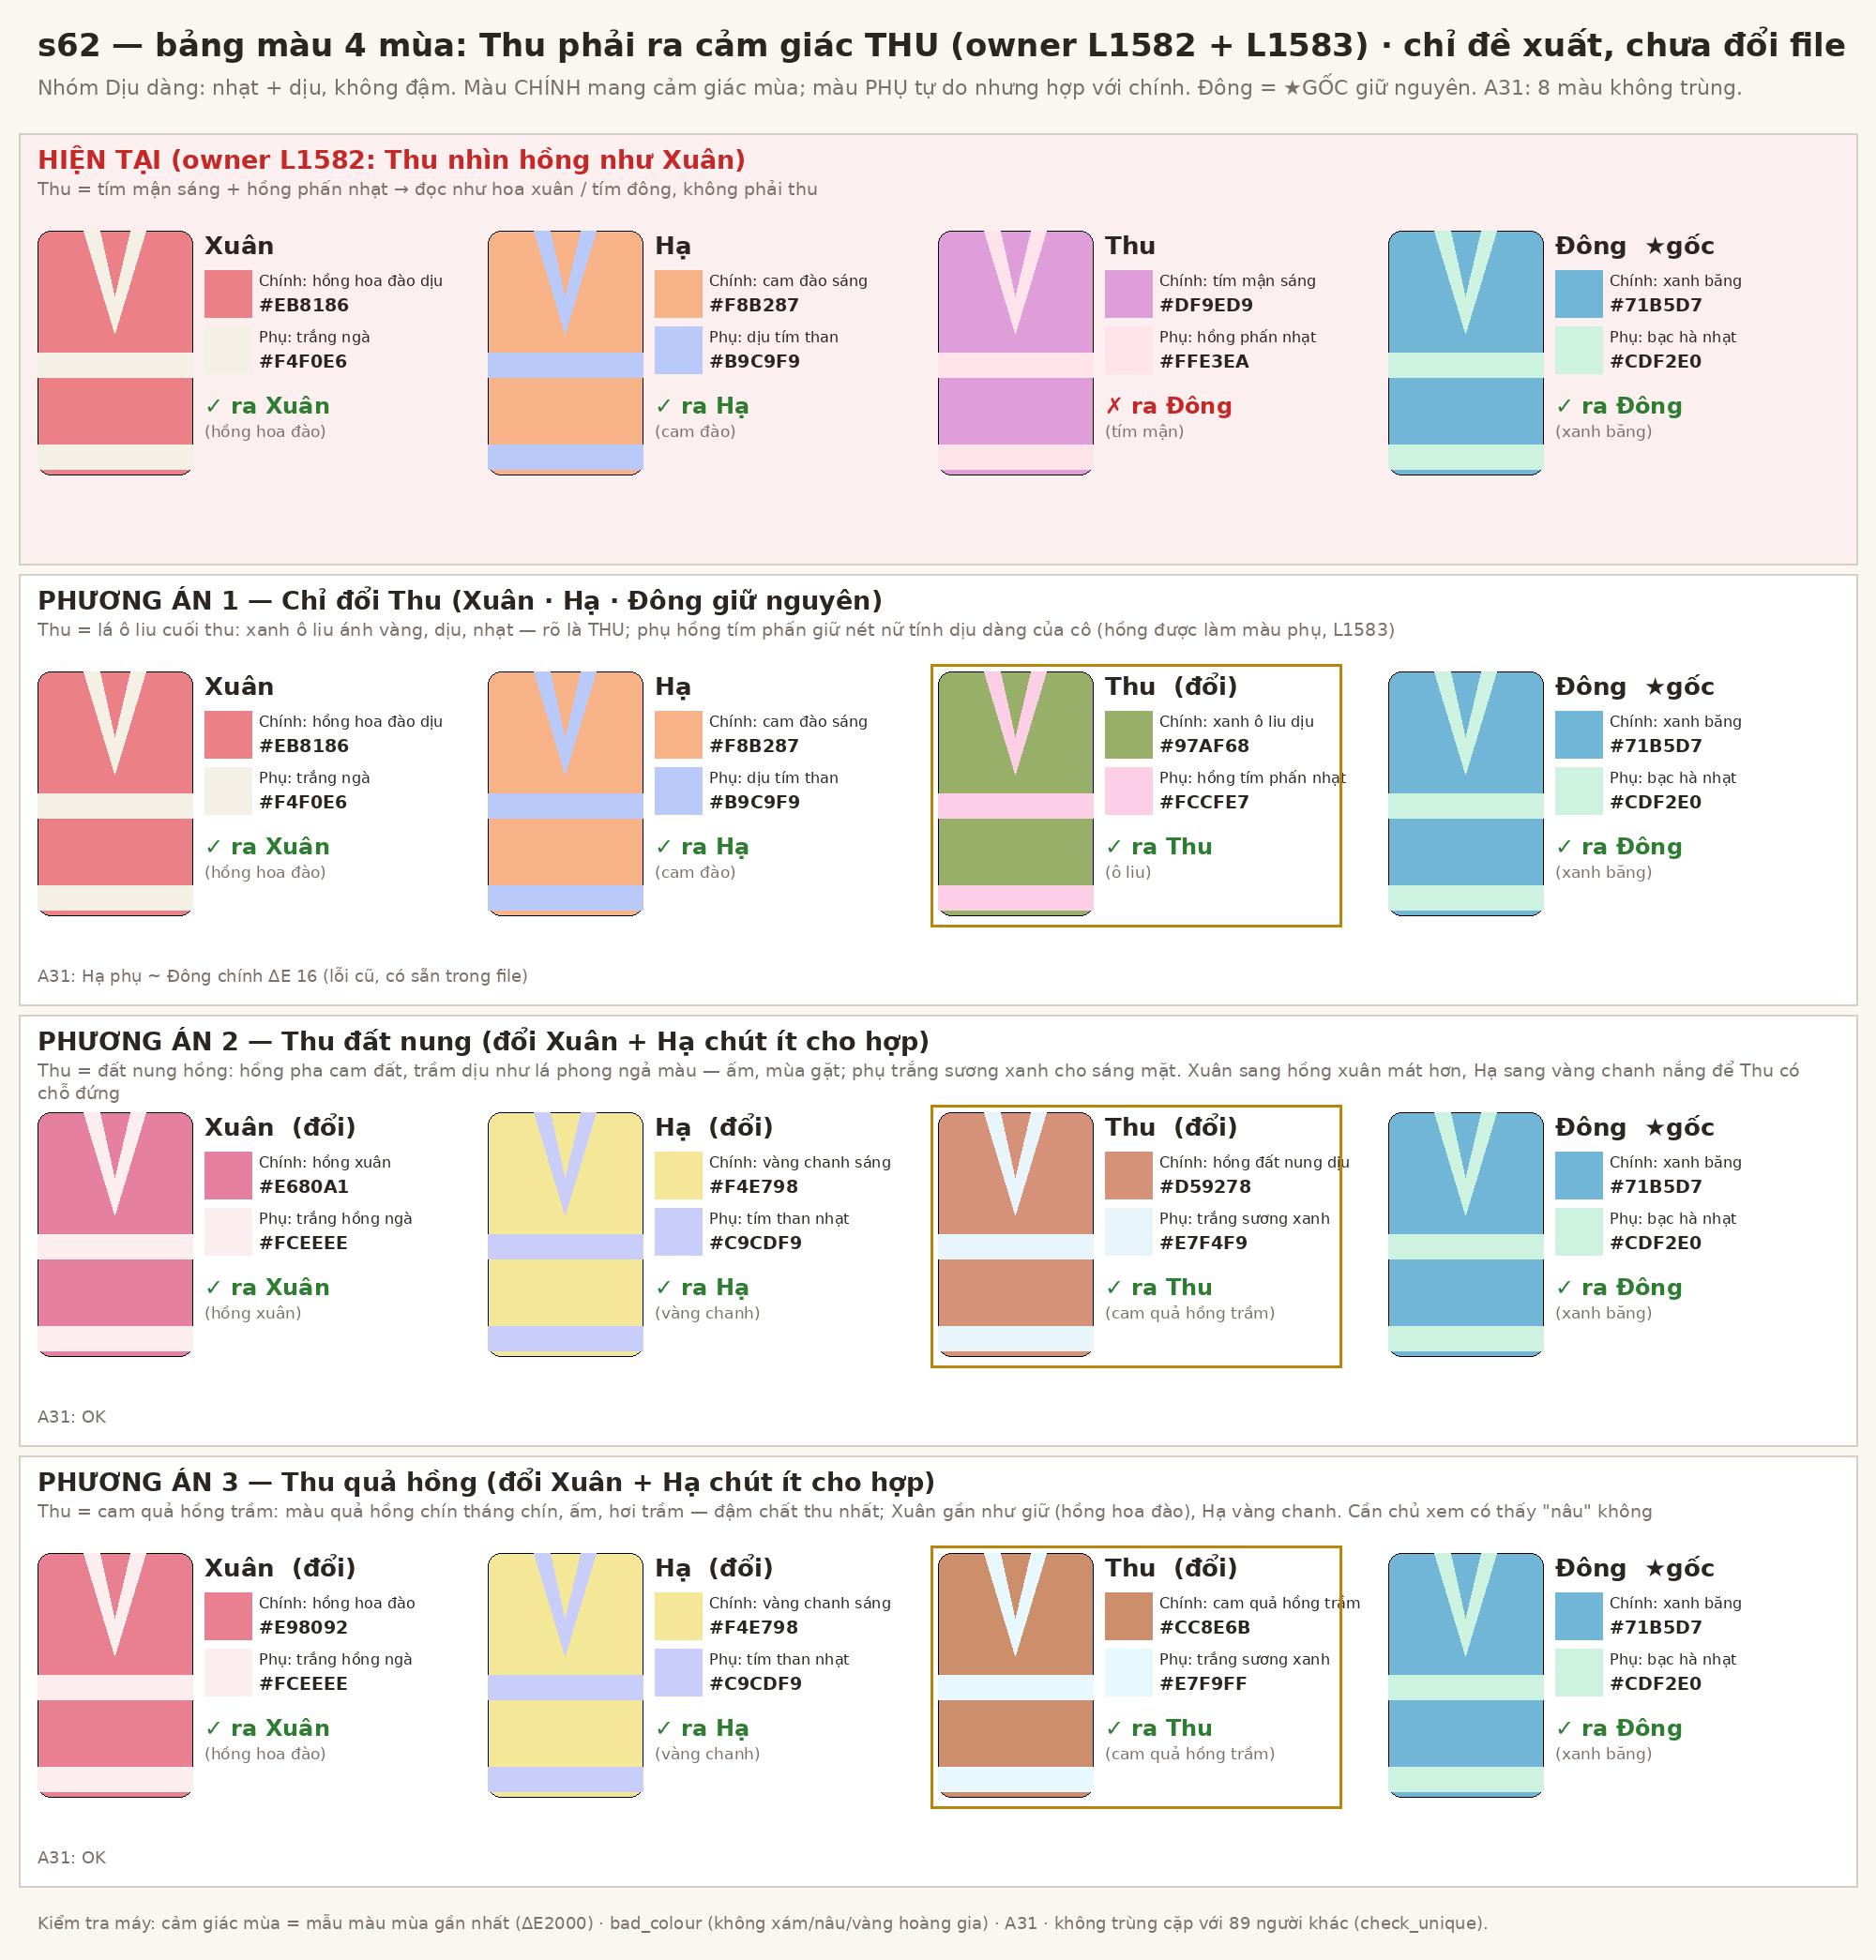 s62 — bảng màu 4 mùa: Thu phải ra cảm giác THU (owner L1582 + L1583) · chỉ đề xuất, chưa đổi file
Nhóm Dịu dàng: nhạt + dịu, không đậm. Màu CHÍNH mang cảm giác mùa; màu PHỤ tự do nhưng hợp với chính. Đông = ★GỐC giữ nguyên. A31: 8 màu không trùng.
HIỆN TẠI (owner L1582: Thu nhìn hồng như Xuân)
Thu = tím mận sáng + hồng phấn nhạt → đọc như hoa xuân / tím đông, không phải thu
Xuân
Chính: hồng hoa đào dịu
#EB8186
Phụ: trắng ngà
#F4F0E6
✓ ra Xuân
(hồng hoa đào)
Hạ
Chính: cam đào sáng
#F8B287
Phụ: dịu tím than
#B9C9F9
✓ ra Hạ
(cam đào)
Thu
Chính: tím mận sáng
#DF9ED9
Phụ: hồng phấn nhạt
#FFE3EA
✗ ra Đông
(tím mận)
Đông ★gốc
Chính: xanh băng
#71B5D7
Phụ: bạc hà nhạt
#CDF2E0
✓ ra Đông
(xanh băng)
PHƯƠNG ÁN 1 — Chỉ đổi Thu (Xuân · Hạ · Đông giữ nguyên)
Thu = lá ô liu cuối thu: xanh ô liu ánh vàng, dịu, nhạt — rõ là THU; phụ hồng tím phấn giữ nét nữ tính dịu dàng của cô (hồng được làm màu phụ, L1583)
Xuân
Chính: hồng hoa đào dịu
#EB8186
Phụ: trắng ngà
#F4F0E6
✓ ra Xuân
(hồng hoa đào)
Hạ
Chính: cam đào sáng
#F8B287
Phụ: dịu tím than
#B9C9F9
✓ ra Hạ
(cam đào)
Thu (đổi)
Chính: xanh ô liu dịu
#97AF68
Phụ: hồng tím phấn nhạt
#FCCFE7
✓ ra Thu
(ô liu)
Đông ★gốc
Chính: xanh băng
#71B5D7
Phụ: bạc hà nhạt
#CDF2E0
✓ ra Đông
(xanh băng)
A31: Hạ phụ ~ Đông chính ΔE 16 (lỗi cũ, có sẵn trong file)
PHƯƠNG ÁN 2 — Thu đất nung (đổi Xuân + Hạ chút ít cho hợp)
Thu = đất nung hồng: hồng pha cam đất, trầm dịu như lá phong ngả màu — ấm, mùa gặt; phụ trắng sương xanh cho sáng mặt. Xuân sang hồng xuân mát hơn, Hạ sang vàng chanh nắng để Thu có
chỗ đứng
Xuân (đổi)
Chính: hồng xuân
#E680A1
Phụ: trắng hồng ngà
#FCEEEE
✓ ra Xuân
(hồng xuân)
Hạ (đổi)
Chính: vàng chanh sáng
#F4E798
Phụ: tím than nhạt
#C9CDF9
✓ ra Hạ
(vàng chanh)
Thu (đổi)
Chính: hồng đất nung dịu
#D59278
Phụ: trắng sương xanh
#E7F4F9
✓ ra Thu
(cam quả hồng trầm)
Đông ★gốc
Chính: xanh băng
#71B5D7
Phụ: bạc hà nhạt
#CDF2E0
✓ ra Đông
(xanh băng)
A31: OK
PHƯƠNG ÁN 3 — Thu quả hồng (đổi Xuân + Hạ chút ít cho hợp)
Thu = cam quả hồng trầm: màu quả hồng chín tháng chín, ấm, hơi trầm — đậm chất thu nhất; Xuân gần như giữ (hồng hoa đào), Hạ vàng chanh. Cần chủ xem có thấy "nâu" không
Xuân (đổi)
Chính: hồng hoa đào
#E98092
Phụ: trắng hồng ngà
#FCEEEE
✓ ra Xuân
(hồng hoa đào)
Hạ (đổi)
Chính: vàng chanh sáng
#F4E798
Phụ: tím than nhạt
#C9CDF9
✓ ra Hạ
(vàng chanh)
Thu (đổi)
Chính: cam quả hồng trầm
#CC8E6B
Phụ: trắng sương xanh
#E7F9FF
✓ ra Thu
(cam quả hồng trầm)
Đông ★gốc
Chính: xanh băng
#71B5D7
Phụ: bạc hà nhạt
#CDF2E0
✓ ra Đông
(xanh băng)
A31: OK
Kiểm tra máy: cảm giác mùa = mẫu màu mùa gần nhất (ΔE2000) · bad_colour (không xám/nâu/vàng hoàng gia) · A31 · không trùng cặp với 89 người khác (check_unique).